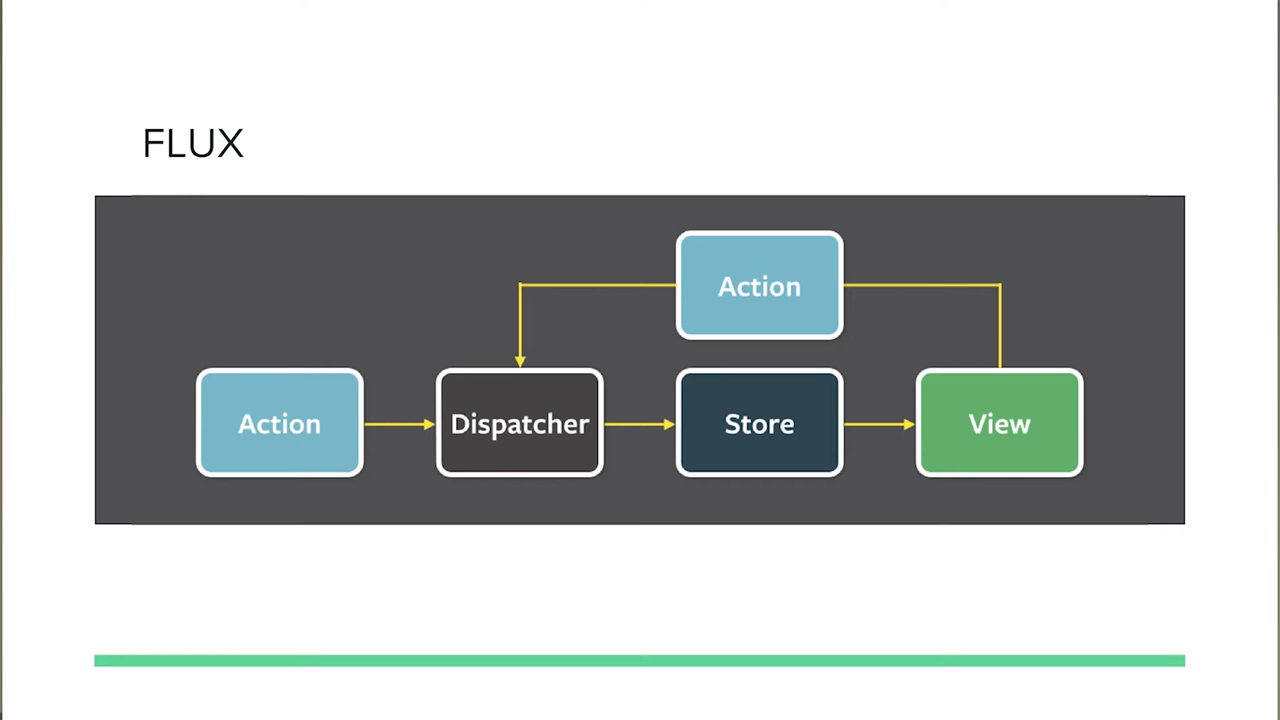 FLUX
Action
Action
Dispatcher
Store
View